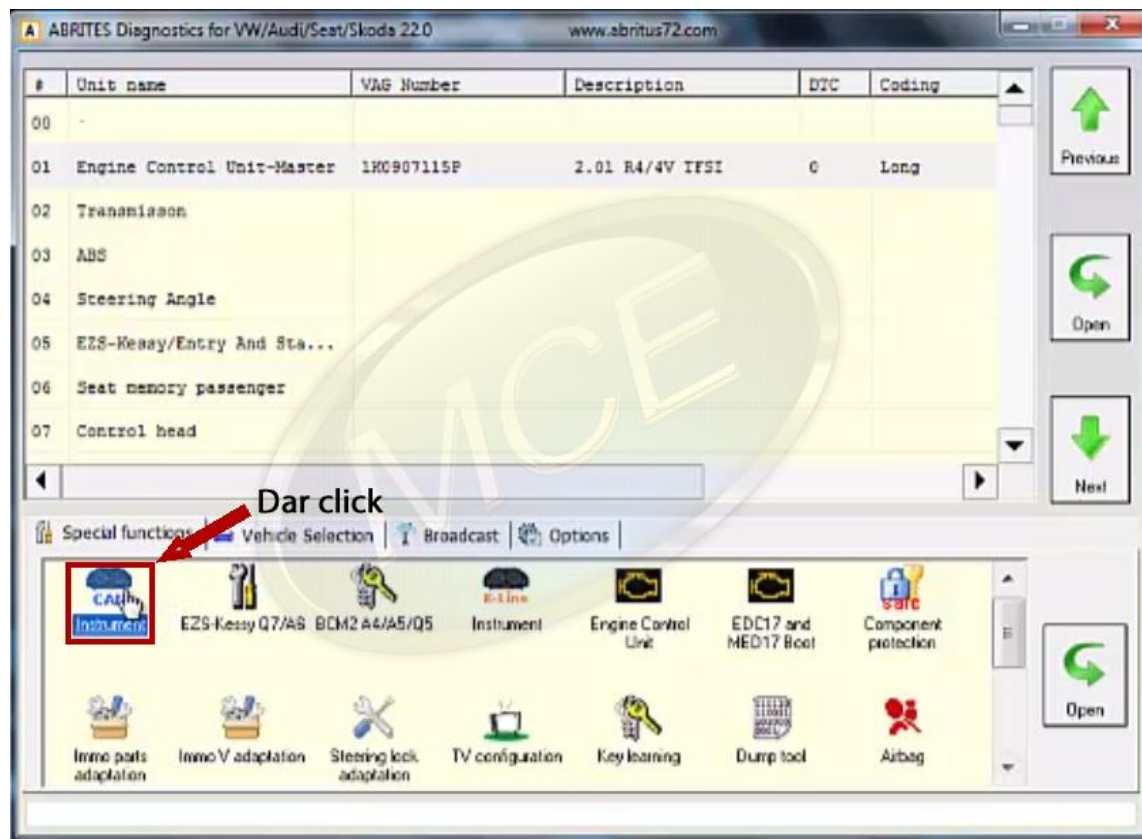 ABRITES Diagnostics for VW/Audi/Seat/Skoda 22.0 www.abritus72.com
# Unit name VAG Number Description DTC Coding
00 -
01 Engine Control Unit-Master 1K0907115P 2.01 R4/4V TFSI 0 Long
02 Transmisson
03 ABS
04 Steering Angle
05 EZS-Kessy/Entry And Sta...
06 Seat memory passenger
07 Control head
Previous
Open
Next
MCE
Dar click
Special functions Vehicle Selection Broadcast Options
CAN
Instrument
EZS-Kessy Q7/A6
BCM2 A4/A5/Q5
K-Line
Instrument
Engine Control
Unit
EDC17 and
MED17 Boot
safe
Component
protection
Open
Immo parts
adaptation
Immo V adaptation
Steering lock
adaptation
TV configuration
Key learning
Dump tool
Airbag